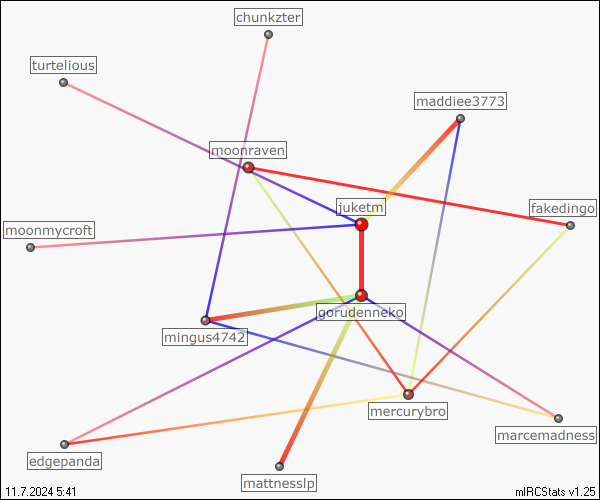 chunkzter
turtelious
maddiee3773
moonraven
juketm
fakedingo
moonmycroft
gorudenneko
mingus4742
mercurybro
marcemadness
edgepanda
mattnesslp
11.7.2024 5:41
mIRCStats v1.25